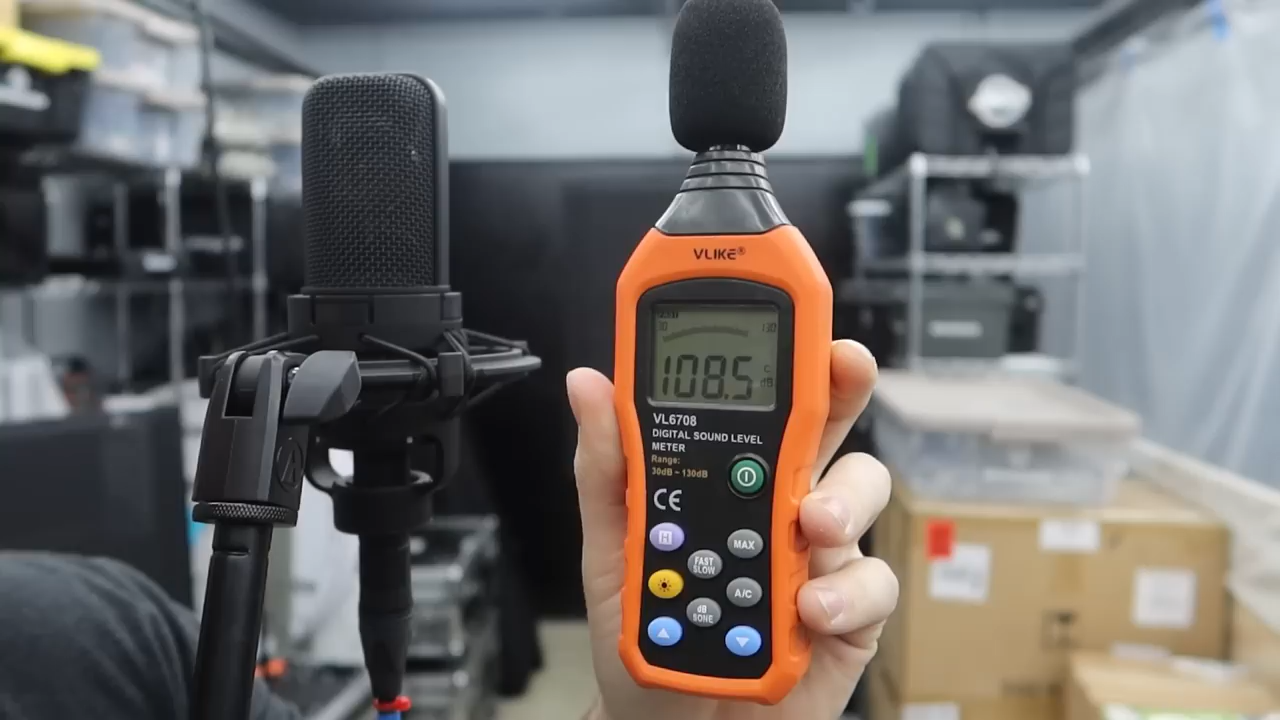 VLIKE®
30 130
108.5
C
dB
VL6708
DIGITAL SOUND LEVEL
METER
Range:
30dB ~ 130dB
CE
H
MAX
FAST
SLOW
A/C
dB
SONE